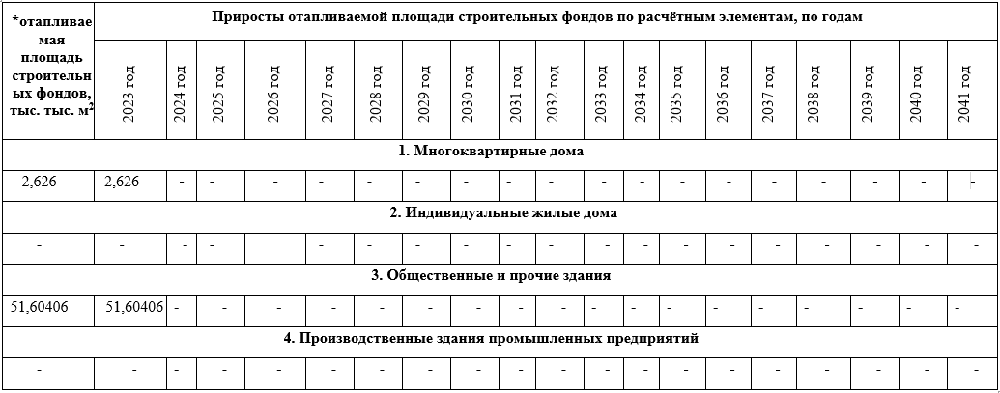 *отапливае
мая
площадь
строительн
ых фондов,
тыс. тыс. м²
Приросты отапливаемой площади строительных фондов по расчётным элементам, по годам
2023 год
2024 год
2025 год
2026 год
2027 год
2028 год
2029 год
2030 год
2031 год
2032 год
2033 год
2034 год
2035 год
2036 год
2037 год
2038 год
2039 год
2040 год
2041 год
1. Многоквартирные дома
2,626 2,626 - - - - - - - - - - - - - - - - - -
2. Индивидуальные жилые дома
- - - - - - - - - - - - - - - - - - -
3. Общественные и прочие здания
51,60406 51,60406 - - - - - - - - - - - - - - - - - -
4. Производственные здания промышленных предприятий
- - - - - - - - - - - - - - - - - - - -